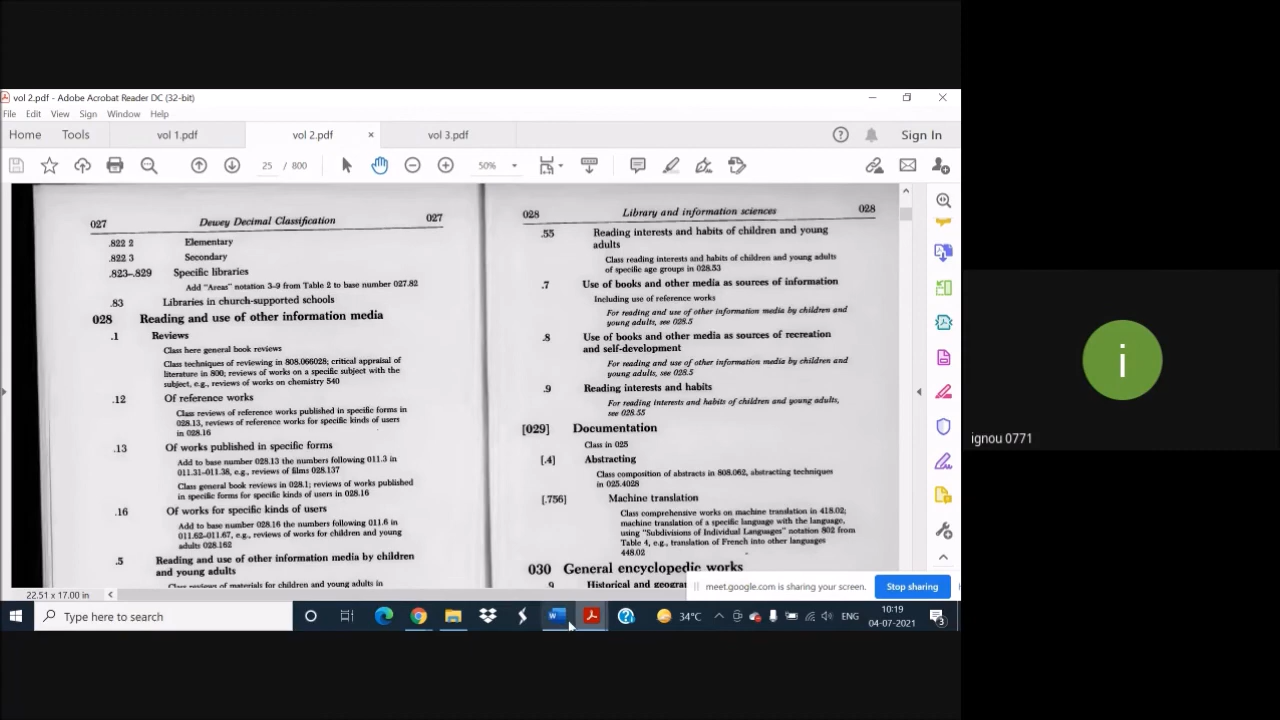 vol 2.pdf - Adobe Acrobat Reader DC (32-bit)
File Edit View Sign Window Help
Home Tools vol 1.pdf vol 2.pdf × vol 3.pdf Sign In
25 / 800 50%
027 Dewey Decimal Classification 027
.822 2 Elementary
.822 3 Secondary
.823–.829 Specific libraries
Add "Areas" notation 3–9 from Table 2 to base number 027.82
.83 Libraries in church-supported schools
028 Reading and use of other information media
.1 Reviews
Class here general book reviews
Class techniques of reviewing in 808.066028; critical appraisal of
literature in 800; reviews of works on a specific subject with the
subject, e.g., reviews of works on chemistry 540
.12 Of reference works
Class reviews of reference works published in specific forms in
028.13, reviews of reference works for specific kinds of users
in 028.16
.13 Of works published in specific forms
Add to base number 028.13 the numbers following 011.3 in
011.31–011.38, e.g., reviews of films 028.137
Class general book reviews in 028.1; reviews of works published
in specific forms for specific kinds of users in 028.16
.16 Of works for specific kinds of users
Add to base number 028.16 the numbers following 011.6 in
011.62–011.67, e.g., reviews of works for children and young
adults 028.162
.5 Reading and use of other information media by children
and young adults
Class reviews of materials for children and young adults in
028 Library and information sciences 028
.55 Reading interests and habits of children and young
adults
Class reading interests and habits of children and young adults
of specific age groups in 028.53
.7 Use of books and other media as sources of information
Including use of reference works
For reading and use of other information media by children and
young adults, see 028.5
.8 Use of books and other media as sources of recreation
and self-development
For reading and use of other information media by children and
young adults, see 028.5
.9 Reading interests and habits
For reading interests and habits of children and young adults,
see 028.55
[029] Documentation
Class in 025
[.4] Abstracting
Class composition of abstracts in 808.062, abstracting techniques
in 025.4028
[.756] Machine translation
Class comprehensive works on machine translation in 418.02;
machine translation of a specific language with the language,
using "Subdivisions of Individual Languages" notation 802 from
Table 4, e.g., translation of French into other languages
448.02
030 General encyclopedic works
.9 Historical and geogra
meet.google.com is sharing your screen. Stop sharing
22.51 x 17.00 in
Type here to search
34°C ENG 10:19
04-07-2021
3
i
ignou 0771